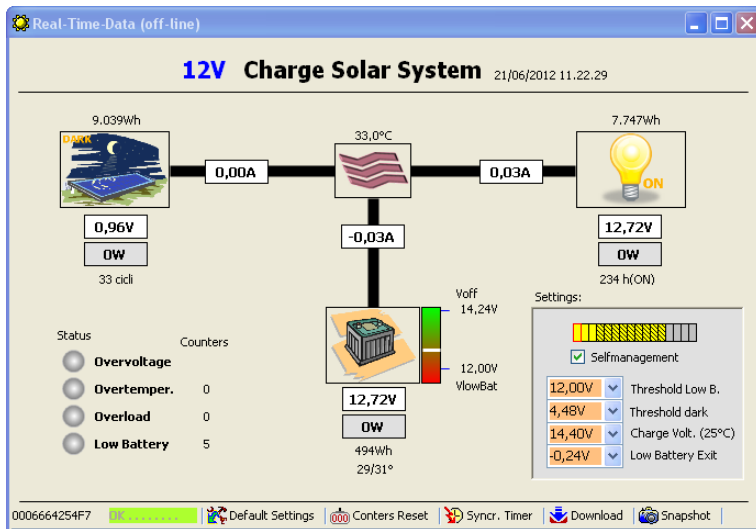 Real-Time-Data (off-line)
12V Charge Solar System 21/06/2012 11.22.29
9.039Wh
33,0°C
7.747Wh
DARK
0,00A
0,03A
ON
0,96V
0W
33 cicli
-0,03A
12,72V
0W
234 h(ON)
Voff
14,24V
12,00V
VlowBat
12,72V
0W
494Wh
29/31°
Status
Counters
Overvoltage
Overtemper. 0
Overload 0
Low Battery 5
Settings:
Selfmanagement
12,00V Threshold Low B.
4,48V Threshold dark
14,40V Charge Volt. (25°C)
-0,24V Low Battery Exit
0006664254F7 OK........ Default Settings 000 Conters Reset Syncr. Timer Download Snapshot